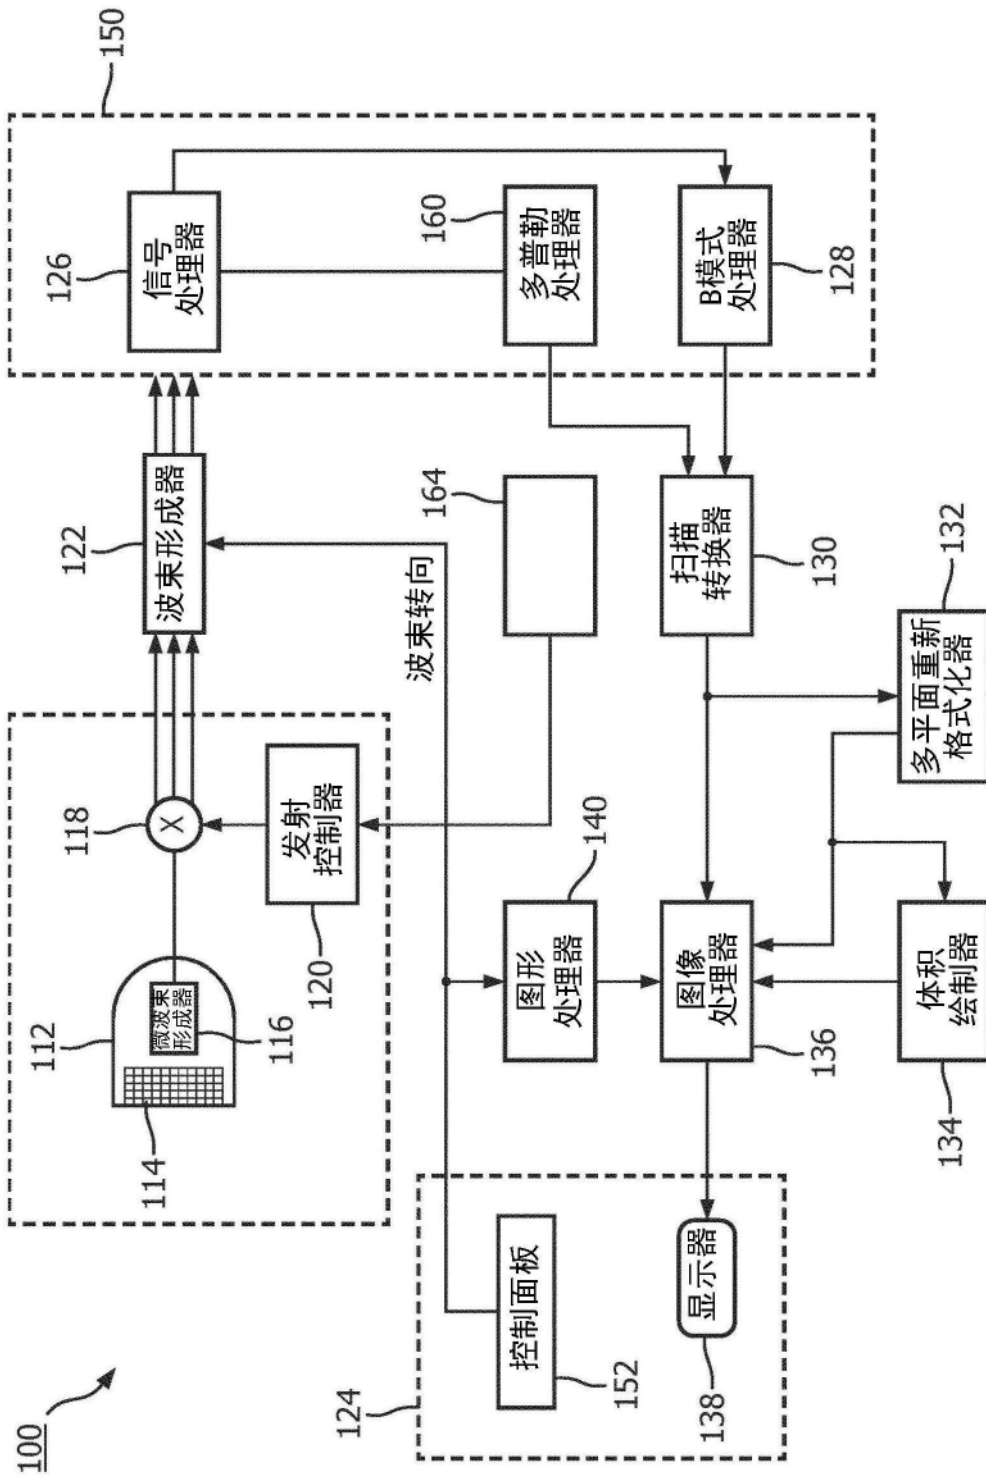 100
112
118
122
126
150
114
微波束
形成器
116
X
波束形成器
信号
处理器
发射
控制器
120
124
波束转向
164
160
控制面板
152
图形
处理器
140
多普勒
处理器
显示器
138
图像
处理器
136
扫描
转换器
130
B模式
处理器
128
134
体积
绘制器
多平面重新
格式化器
132